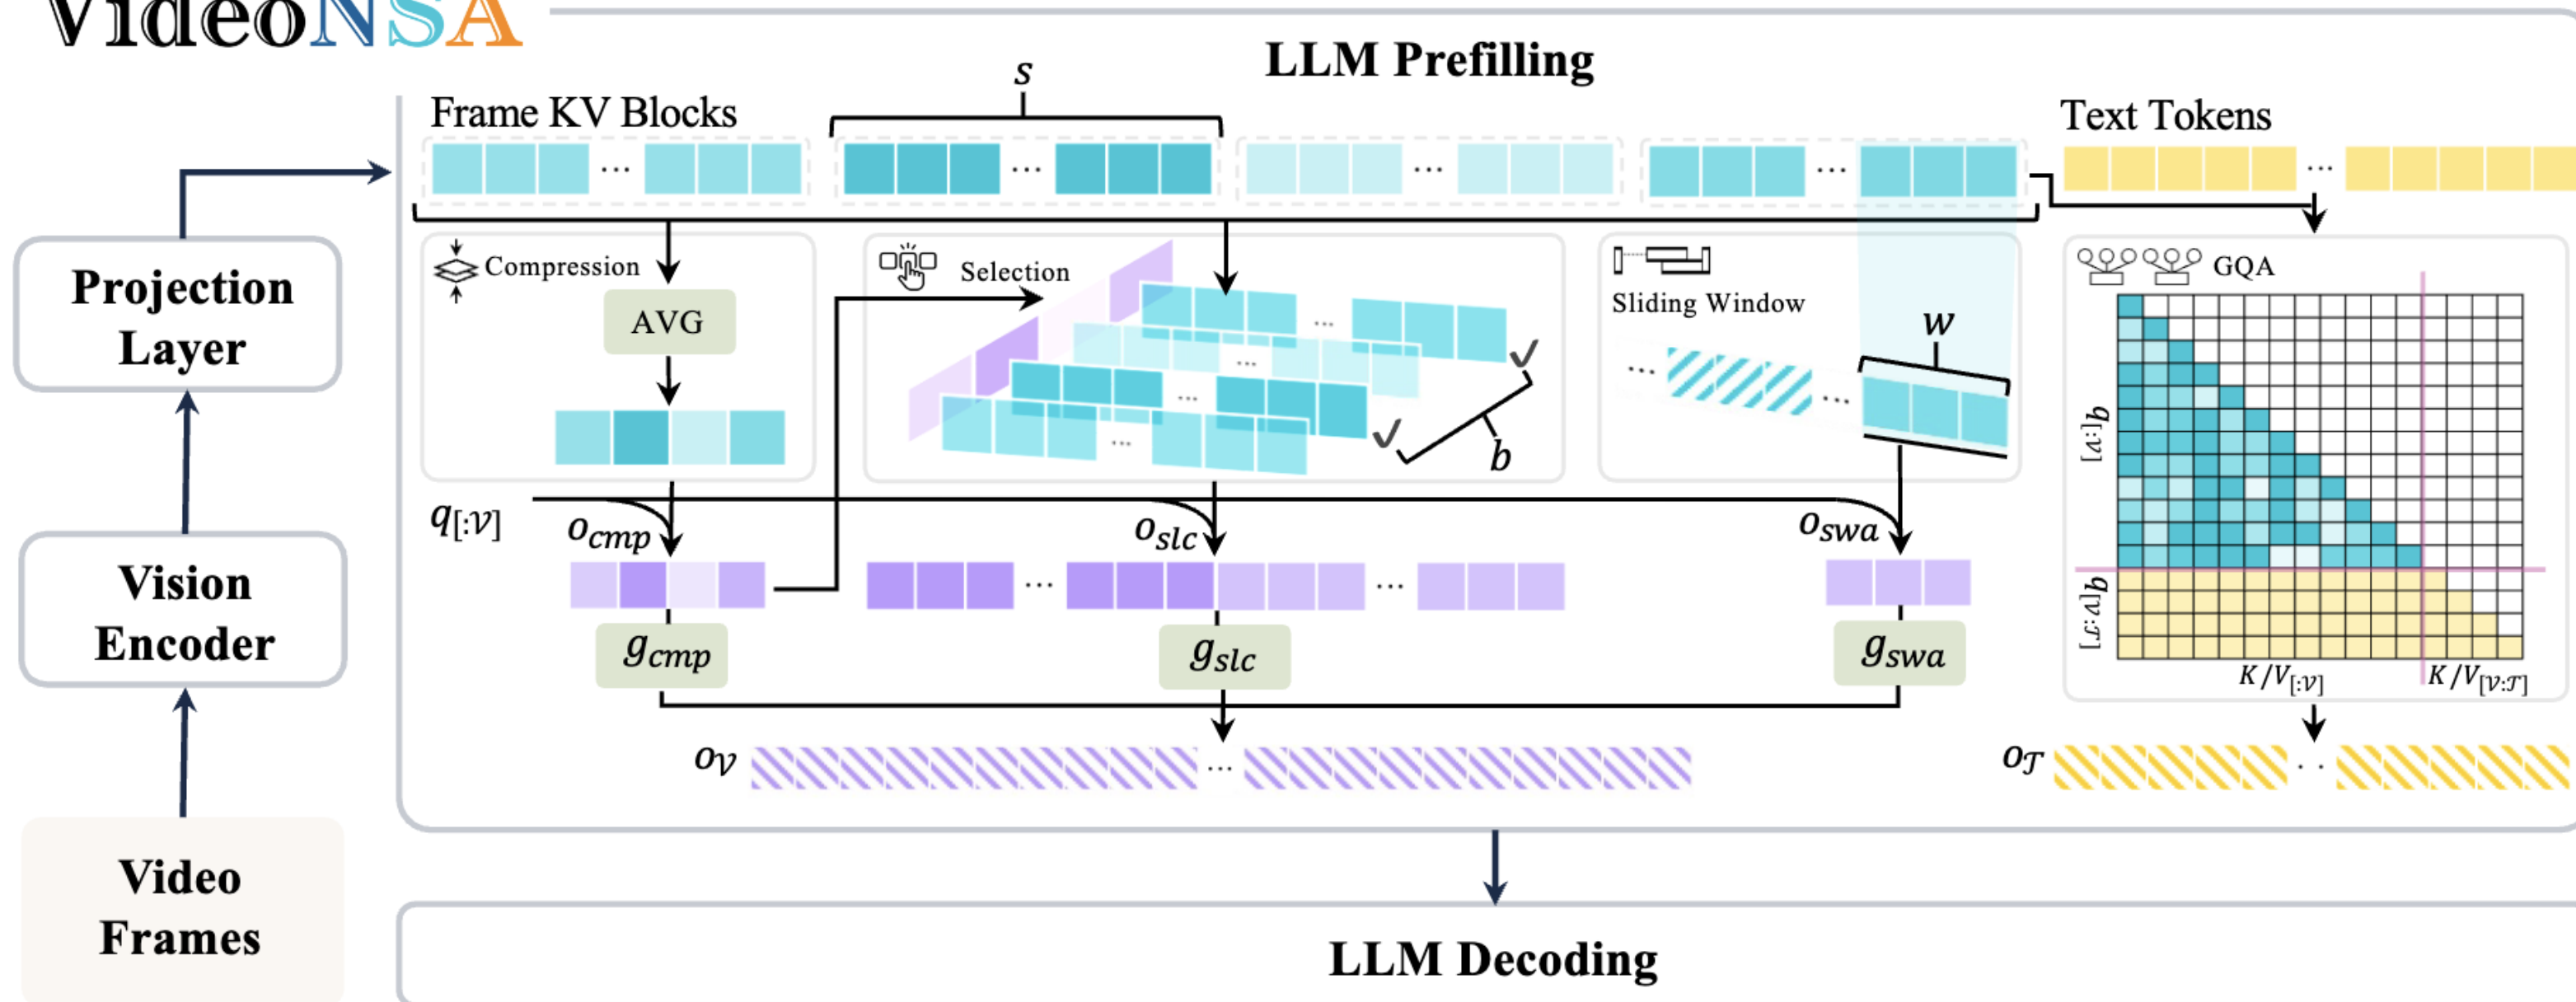 VideoNSA
LLM Prefilling
Frame KV Blocks
s
Text Tokens
...
...
...
...
...
Projection
Layer
Compression
AVG
Selection
...
...
...
...
b
Sliding Window
...
...
w
GQA
q[:𝒱]
q[𝒱:𝒯]
K/V[:𝒱]
K/V[𝒱:𝒯]
Vision
Encoder
q[:𝒱]
o_cmp
o_slc
o_swa
...
...
g_cmp
g_slc
g_swa
o_𝒱
...
o_𝒯
..
Video
Frames
LLM Decoding